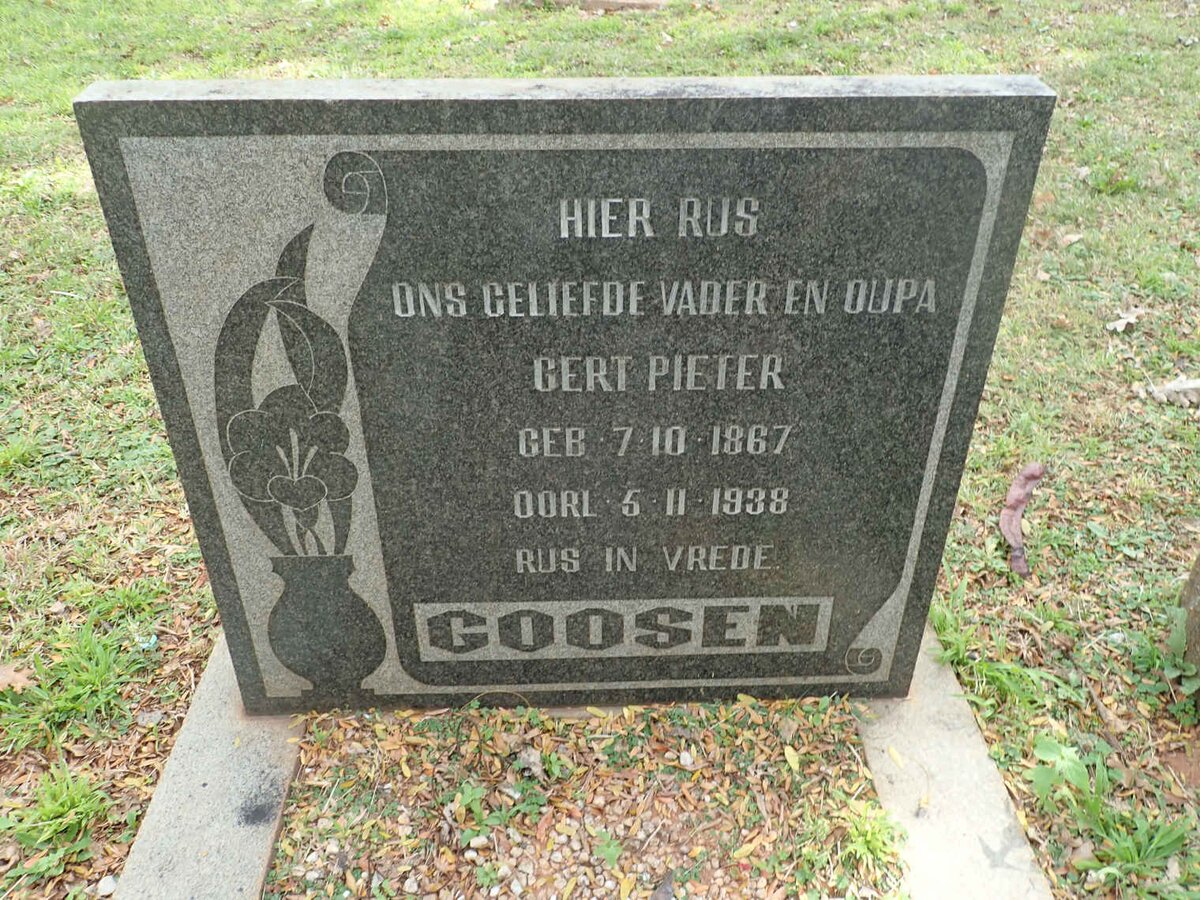 HIER RUS
ONS GELIEFDE VADER EN OUPA
GERT PIETER
GEB·7·10·1867
OORL·5·11·1938
RUS IN VREDE.
GOOSEN